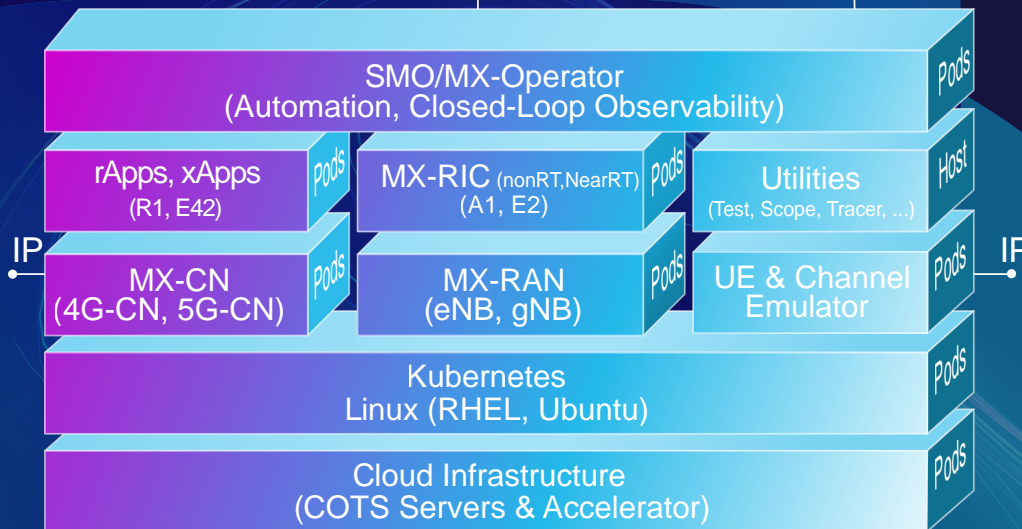 SMO/MX-Operator
(Automation, Closed-Loop Observability)
Pods
rApps, xApps
(R1, E42)
Pods
MX-RIC (nonRT,NearRT)
(A1, E2)
Pods
Utilities
(Test, Scope, Tracer, ...)
Host
IP
MX-CN
(4G-CN, 5G-CN)
Pods
MX-RAN
(eNB, gNB)
Pods
UE & Channel
Emulator
Pods
IP
Kubernetes
Linux (RHEL, Ubuntu)
Pods
Cloud Infrastructure
(COTS Servers & Accelerator)
Pods